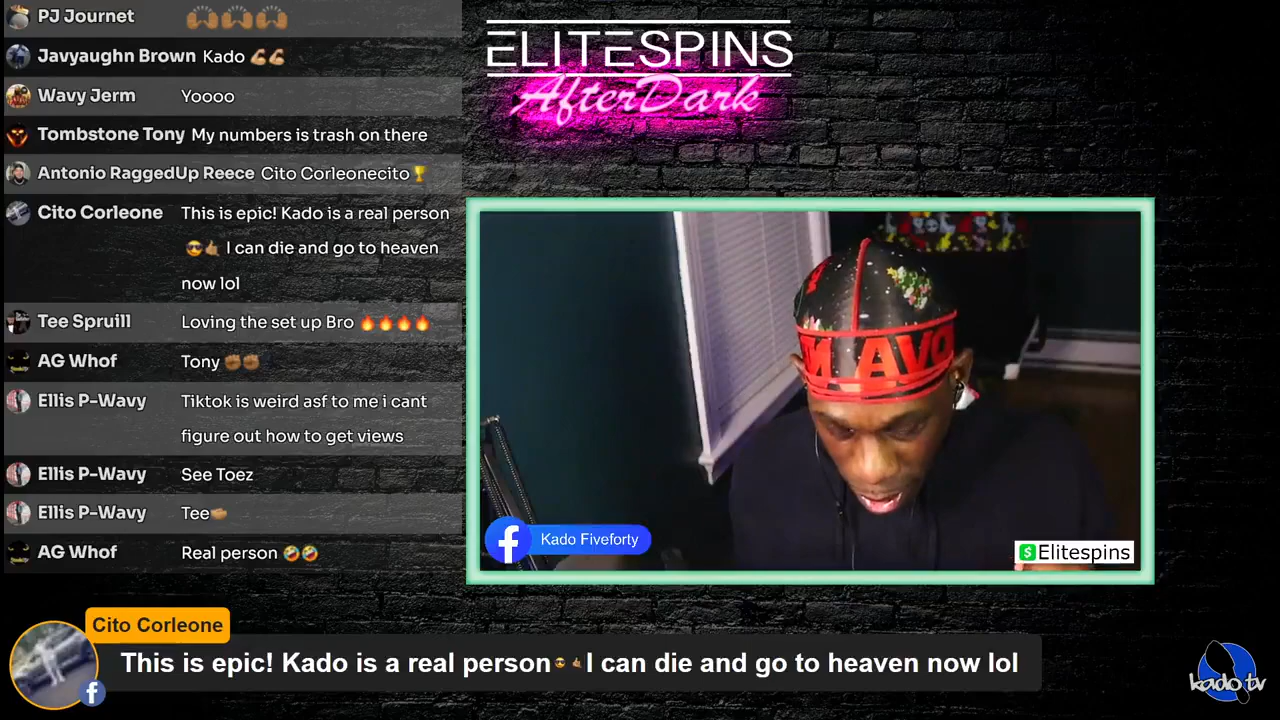 PJ Journet 🙌🏽🙌🏽🙌🏽
Javyaughn Brown Kado 💪🏽💪🏽
Wavy Jerm Yoooo
Tombstone Tony My numbers is trash on there
Antonio RaggedUp Reece Cito Corleonecito🏆
Cito Corleone This is epic! Kado is a real person
😎🤙🏽 I can die and go to heaven
now lol
Tee Spruill Loving the set up Bro 🔥🔥🔥🔥
AG Whof Tony ✊🏽✊🏽
Ellis P-Wavy Tiktok is weird asf to me i cant
figure out how to get views
Ellis P-Wavy See Toez
Ellis P-Wavy Tee🤝
AG Whof Real person 🤣🤣
ELITESPINS
AfterDark
M AVO
Kado Fiveforty
$ Elitespins
Cito Corleone
This is epic! Kado is a real person😎🤙🏽I can die and go to heaven now lol
kado tv